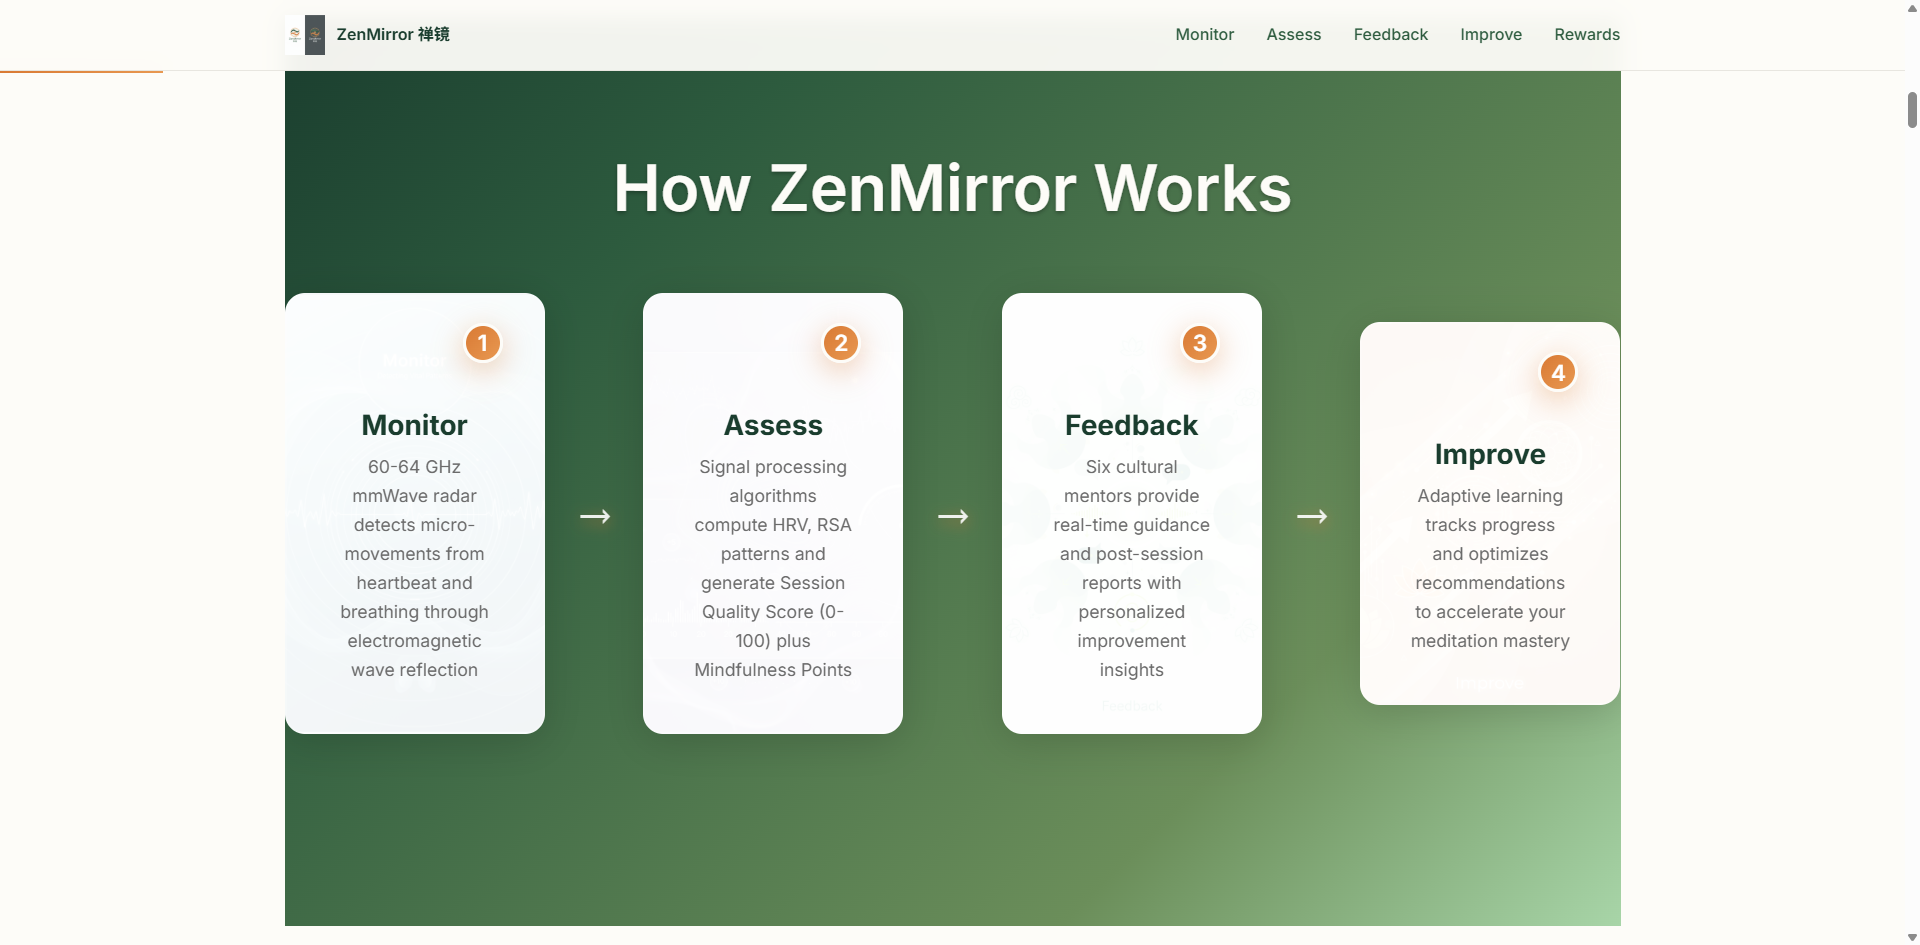 ZenMirror 禅镜
Monitor
Assess
Feedback
Improve
Rewards
How ZenMirror Works
1
Monitor
60-64 GHz
mmWave radar
detects micro-
movements from
heartbeat and
breathing through
electromagnetic
wave reflection
→
2
Assess
Signal processing
algorithms
compute HRV, RSA
patterns and
generate Session
Quality Score (0-
100) plus
Mindfulness Points
→
3
Feedback
Six cultural
mentors provide
real-time guidance
and post-session
reports with
personalized
improvement
insights
Feedback
→
4
Improve
Adaptive learning
tracks progress
and optimizes
recommendations
to accelerate your
meditation mastery